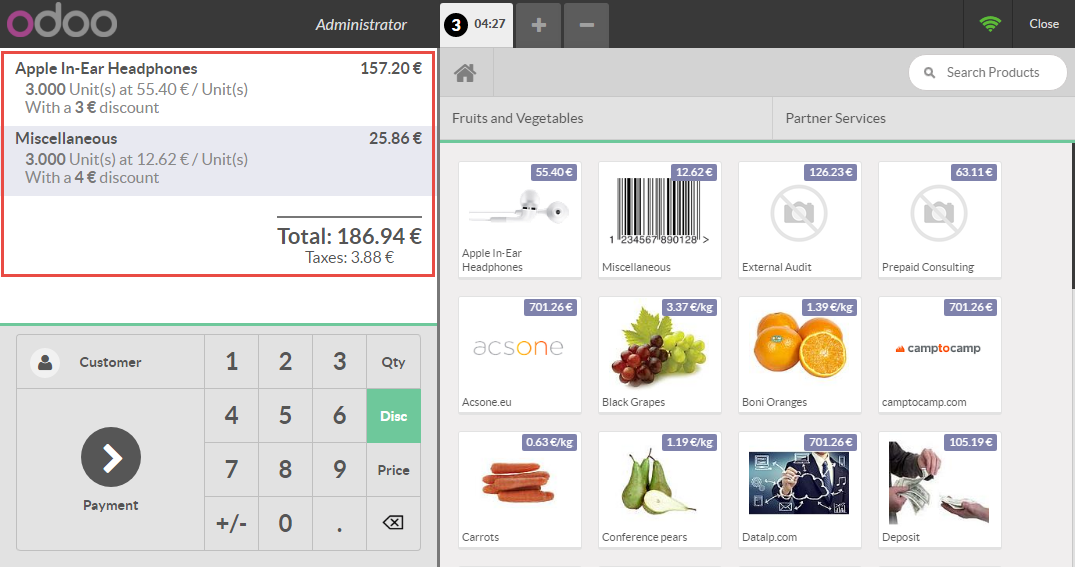 odoo
Administrator
3 04:27
Close
Apple In-Ear Headphones 157.20 €
3.000 Unit(s) at 55.40 € / Unit(s)
With a 3 € discount
Miscellaneous 25.86 €
3.000 Unit(s) at 12.62 € / Unit(s)
With a 4 € discount
Total: 186.94 €
Taxes: 3.88 €
Customer
1 2 3 Qty
4 5 6 Disc
7 8 9 Price
+/- 0 .
Payment
Search Products
Fruits and Vegetables
Partner Services
55.40 €
Apple In-Ear
Headphones
12.62 €
1 234567 890128 >
Miscellaneous
126.23 €
External Audit
63.11 €
Prepaid Consulting
701.26 €
acsone
Acsone.eu
3.37 €/kg
Black Grapes
1.39 €/kg
Boni Oranges
701.26 €
camptocamp
camptocamp.com
0.63 €/kg
Carrots
1.19 €/kg
Conference pears
701.26 €
Datalp.com
105.19 €
Deposit